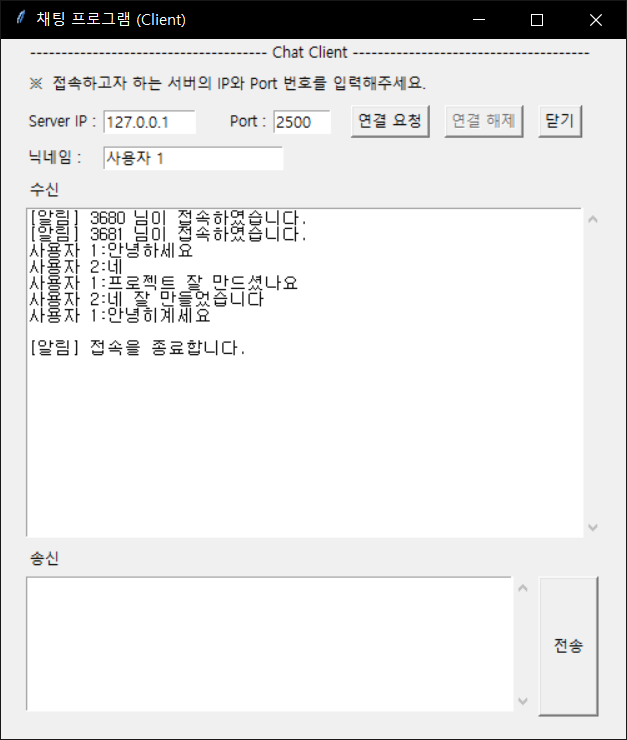 채팅 프로그램 (Client)
------------------------------------ Chat Client ------------------------------------
※ 접속하고자 하는 서버의 IP와 Port 번호를 입력해주세요.
Server IP : 127.0.0.1 Port : 2500 연결 요청 연결 해제 닫기
닉네임 : 사용자 1
수신
[알림] 3680 님이 접속하였습니다.
[알림] 3681 님이 접속하였습니다.
사용자 1:안녕하세요
사용자 2:네
사용자 1:프로젝트 잘 만드셨나요
사용자 2:네 잘 만들었습니다
사용자 1:안녕히계세요
[알림] 접속을 종료합니다.
송신
전송